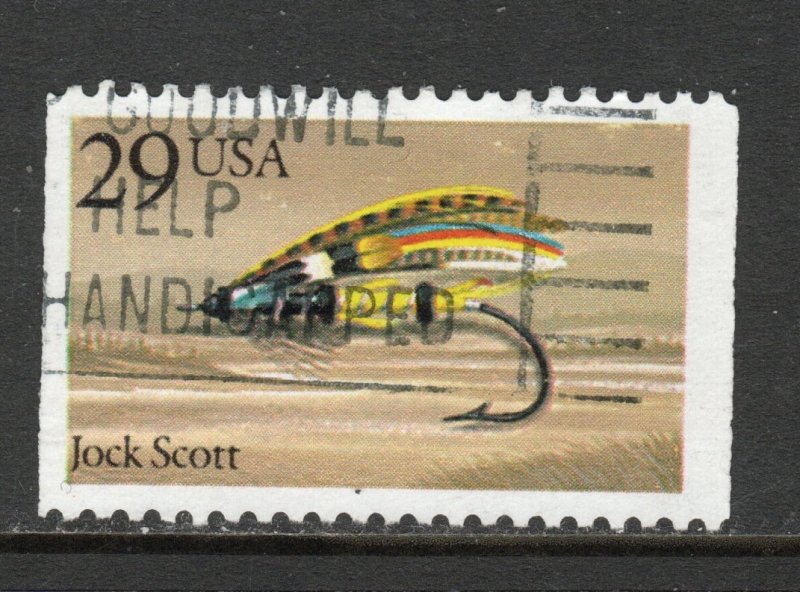 GOODWILL
29 USA
HELP
HANDICAPPED
Jock Scott